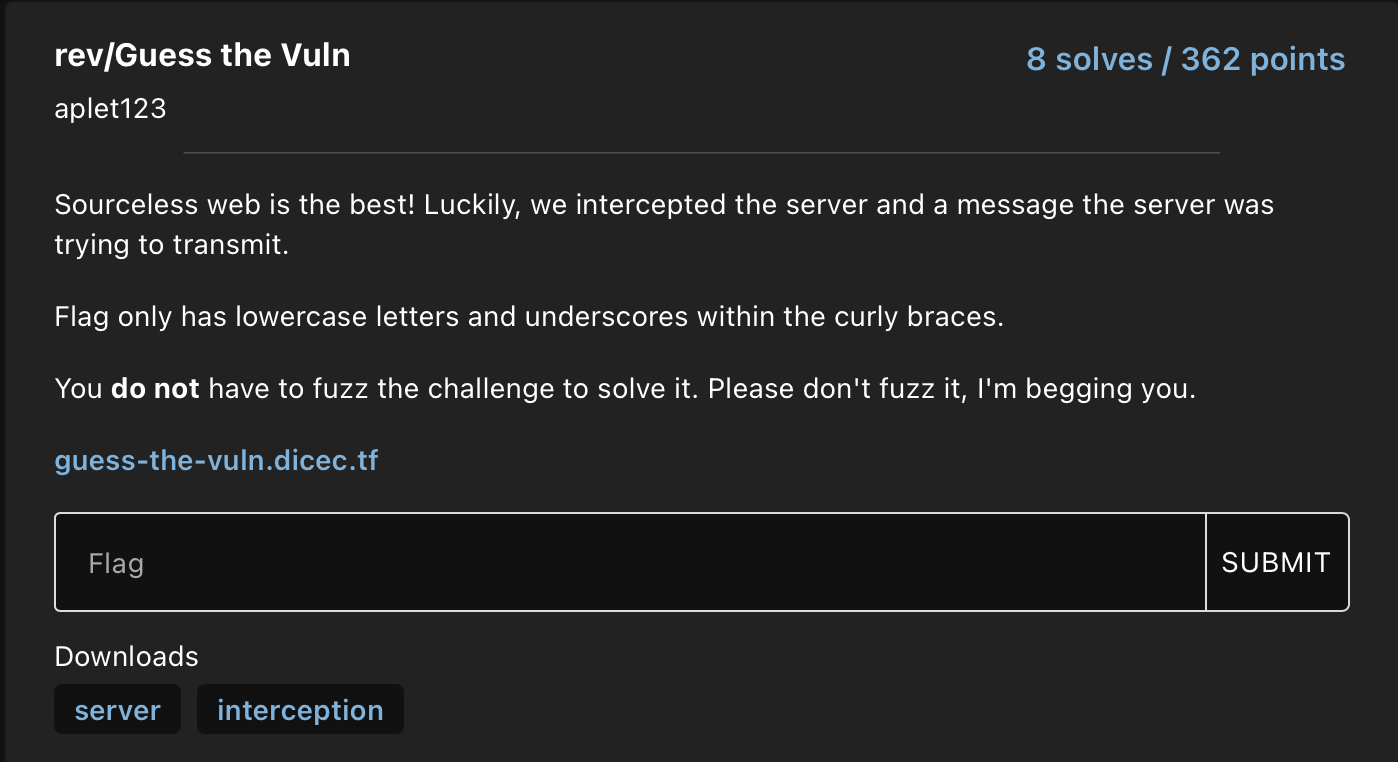 rev/Guess the Vuln
8 solves / 362 points
aplet123
Sourceless web is the best! Luckily, we intercepted the server and a message the server was
trying to transmit.
Flag only has lowercase letters and underscores within the curly braces.
You do not have to fuzz the challenge to solve it. Please don't fuzz it, I'm begging you.
guess-the-vuln.dicec.tf
Flag
SUBMIT
Downloads
server
interception